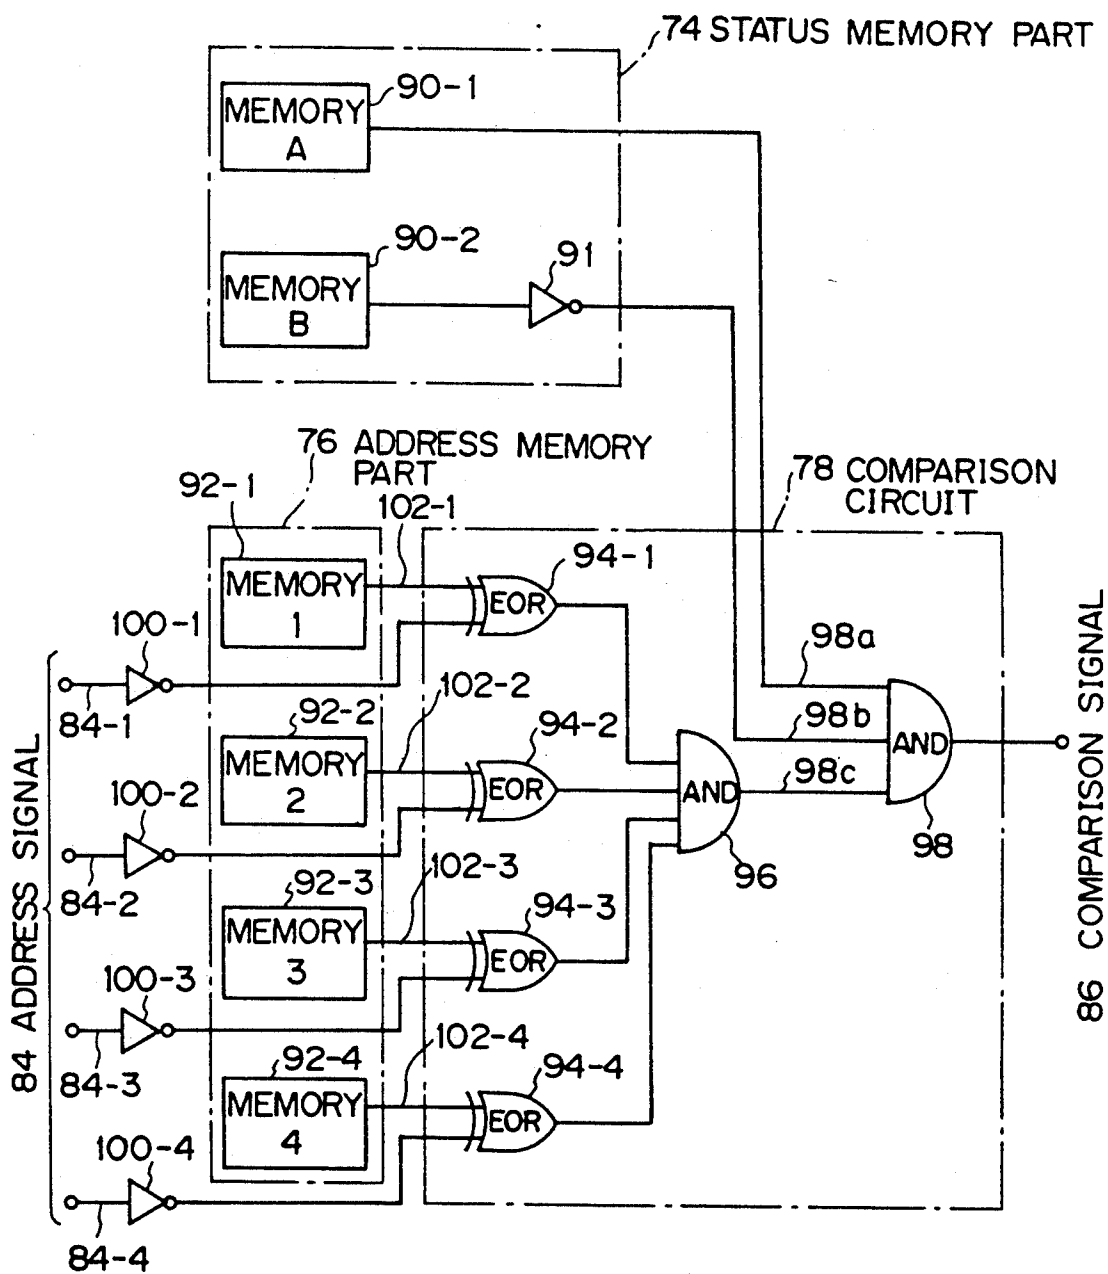 74 STATUS MEMORY PART
90-1
MEMORY
A
90-2
91
MEMORY
B
76 ADDRESS MEMORY
PART
78 COMPARISON
CIRCUIT
92-1
102-1
94-1
MEMORY
1
EOR
100-1
84-1
98a
102-2
92-2
94-2
98b
AND
MEMORY
2
EOR
AND
98c
100-2
84-2
98
96
102-3
92-3
94-3
MEMORY
3
EOR
100-3
84-3
102-4
92-4
94-4
MEMORY
4
EOR
100-4
84-4
84 ADDRESS SIGNAL
86 COMPARISON SIGNAL